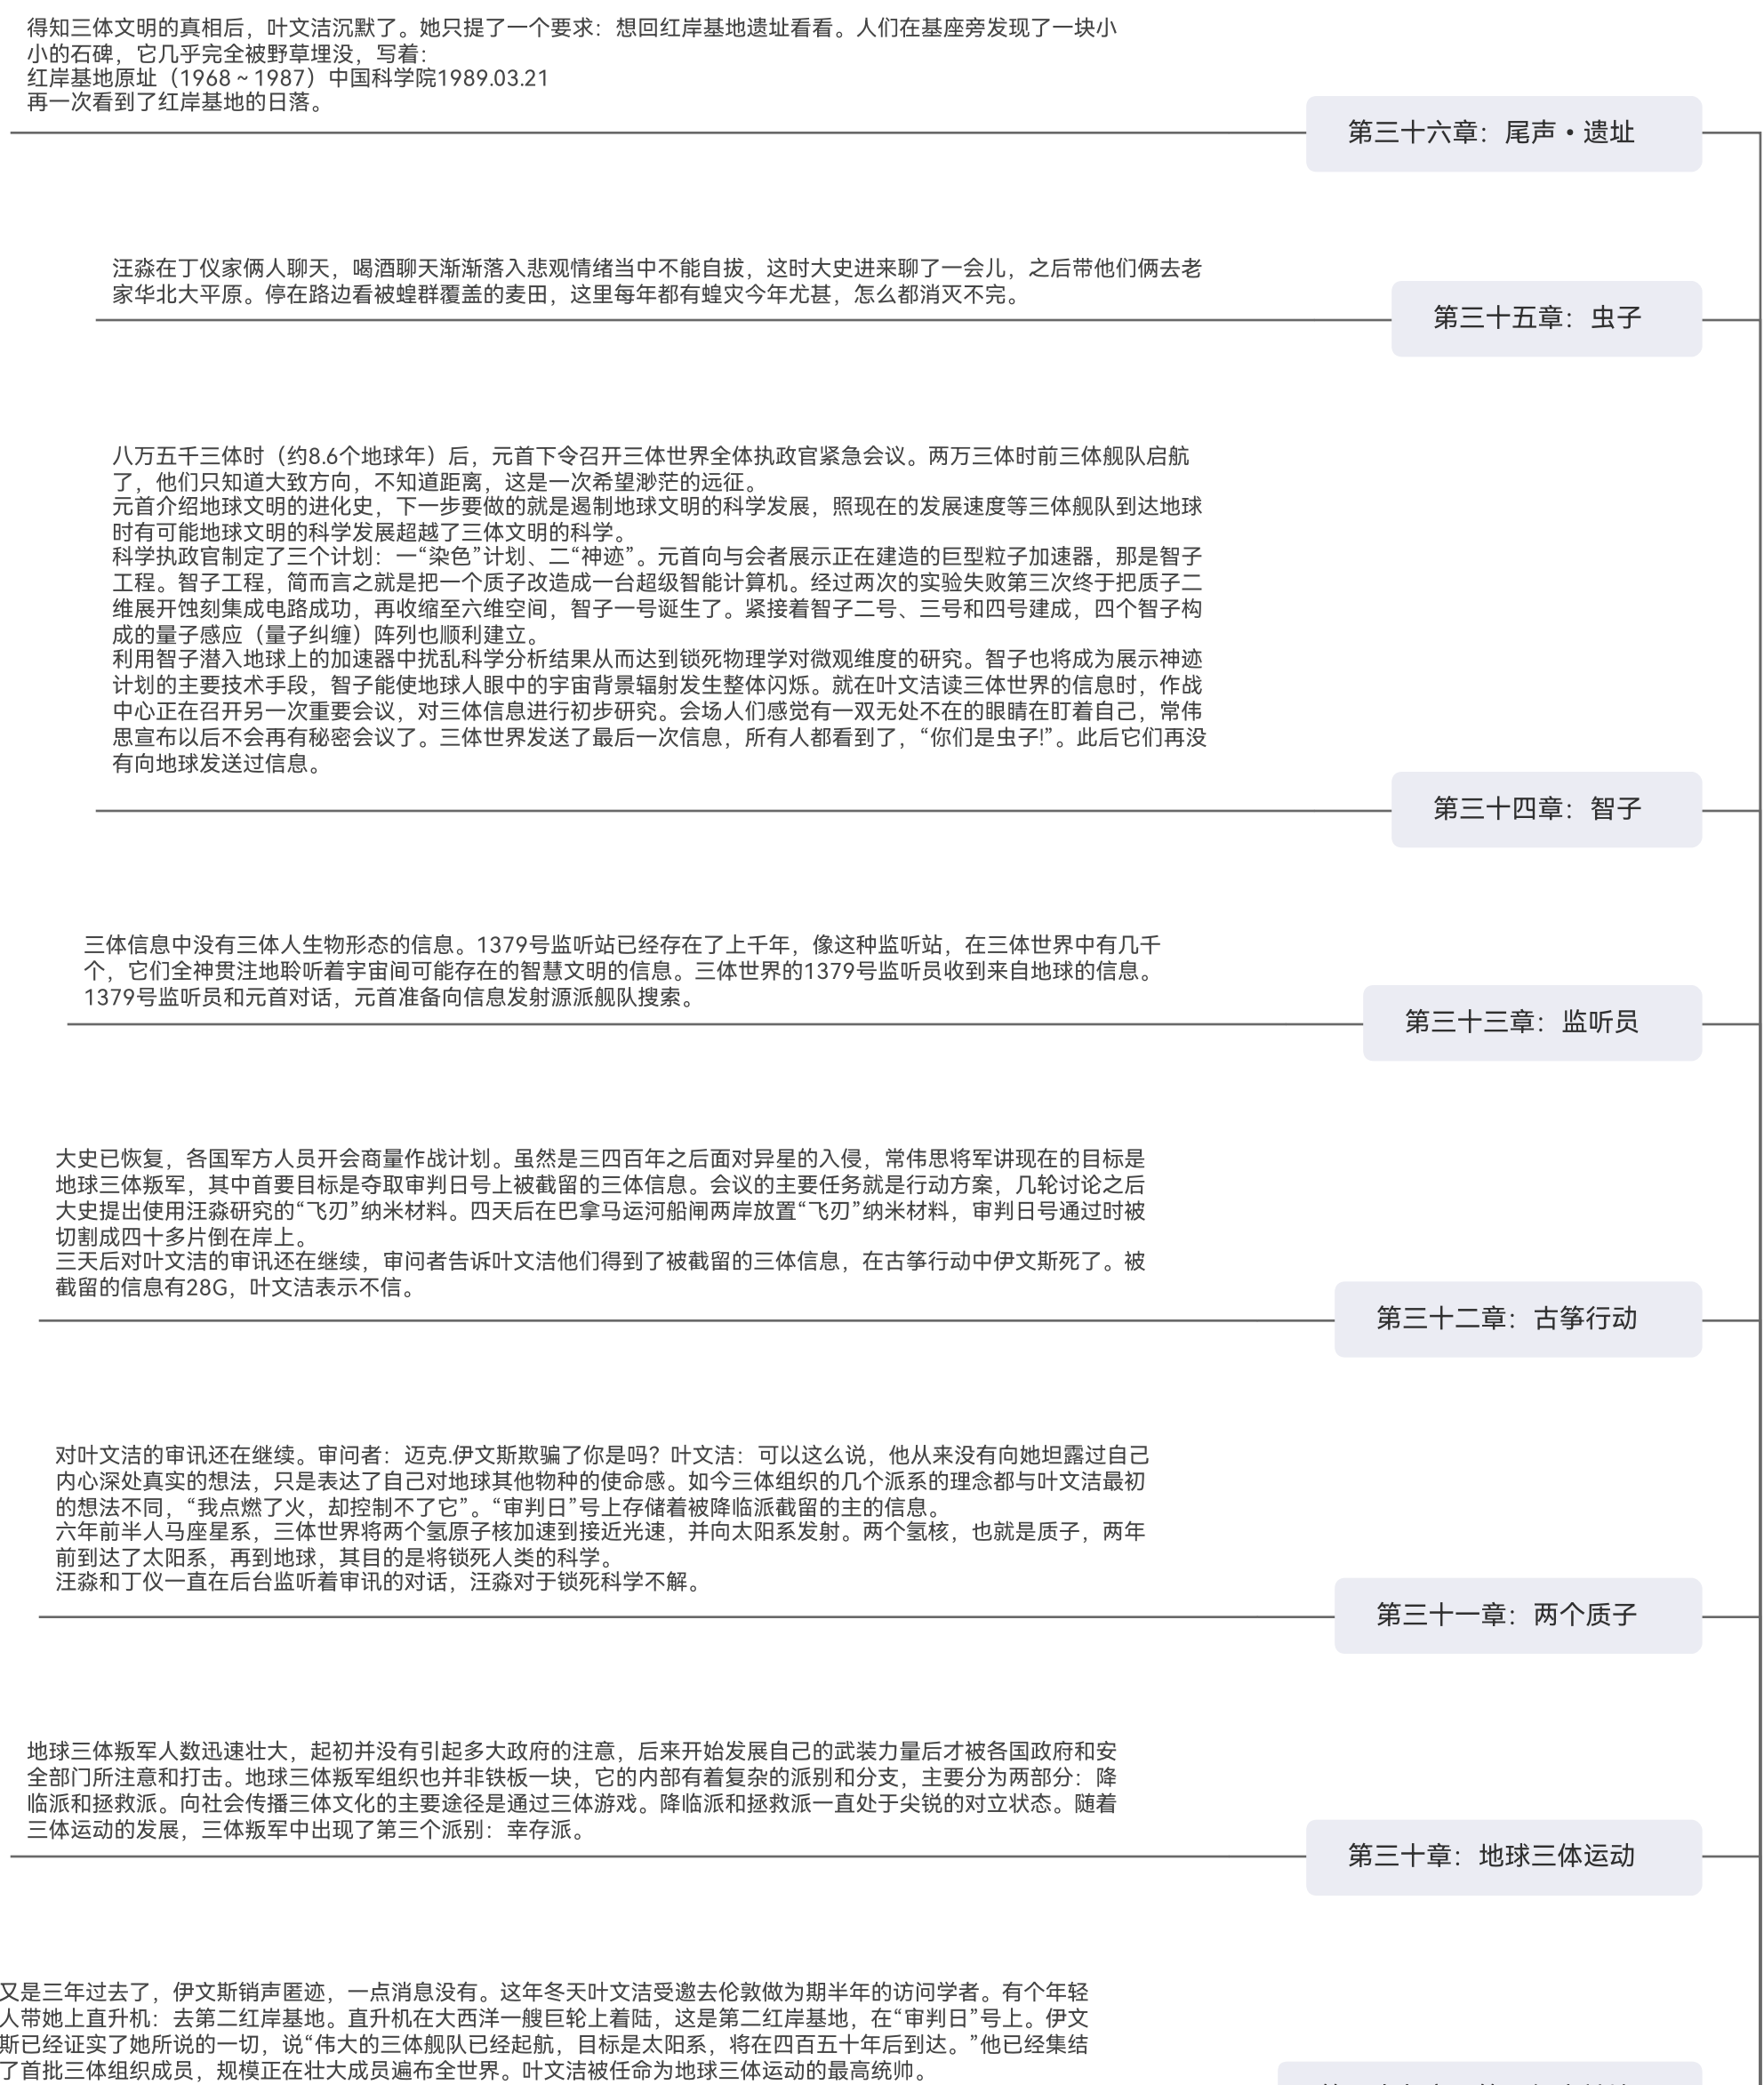 得知三体文明的真相后，叶文洁沉默了。她只提了一个要求：想回红岸基地遗址看看。人们在基座旁发现了一块小
小的石碑，它几乎完全被野草埋没，写着：
红岸基地原址（1968 ~ 1987）中国科学院1989.03.21
再一次看到了红岸基地的日落。
第三十六章：尾声・遗址
汪淼在丁仪家俩人聊天，喝酒聊天渐渐落入悲观情绪当中不能自拔，这时大史进来聊了一会儿，之后带他们俩去老
家华北大平原。停在路边看被蝗群覆盖的麦田，这里每年都有蝗灾今年尤甚，怎么都消灭不完。
第三十五章：虫子
八万五千三体时（约8.6个地球年）后，元首下令召开三体世界全体执政官紧急会议。两万三体时前三体舰队启航
了，他们只知道大致方向，不知道距离，这是一次希望渺茫的远征。
元首介绍地球文明的进化史，下一步要做的就是遏制地球文明的科学发展，照现在的发展速度等三体舰队到达地球
时有可能地球文明的科学发展超越了三体文明的科学。
科学执政官制定了三个计划：一“染色”计划、二“神迹”。元首向与会者展示正在建造的巨型粒子加速器，那是智子
工程。智子工程，简而言之就是把一个质子改造成一台超级智能计算机。经过两次的实验失败第三次终于把质子二
维展开蚀刻集成电路成功，再收缩至六维空间，智子一号诞生了。紧接着智子二号、三号和四号建成，四个智子构
成的量子感应（量子纠缠）阵列也顺利建立。
利用智子潜入地球上的加速器中扰乱科学分析结果从而达到锁死物理学对微观维度的研究。智子也将成为展示神迹
计划的主要技术手段，智子能使地球人眼中的宇宙背景辐射发生整体闪烁。就在叶文洁读三体世界的信息时，作战
中心正在召开另一次重要会议，对三体信息进行初步研究。会场人们感觉有一双无处不在的眼睛在盯着自己，常伟
思宣布以后不会再有秘密会议了。三体世界发送了最后一次信息，所有人都看到了，“你们是虫子!”。此后它们再没
有向地球发送过信息。
第三十四章：智子
三体信息中没有三体人生物形态的信息。1379号监听站已经存在了上千年，像这种监听站，在三体世界中有几千
个，它们全神贯注地聆听着宇宙间可能存在的智慧文明的信息。三体世界的1379号监听员收到来自地球的信息。
1379号监听员和元首对话，元首准备向信息发射源派舰队搜索。
第三十三章：监听员
大史已恢复，各国军方人员开会商量作战计划。虽然是三四百年之后面对异星的入侵，常伟思将军讲现在的目标是
地球三体叛军，其中首要目标是夺取审判日号上被截留的三体信息。会议的主要任务就是行动方案，几轮讨论之后
大史提出使用汪淼研究的“飞刃”纳米材料。四天后在巴拿马运河船闸两岸放置“飞刃”纳米材料，审判日号通过时被
切割成四十多片倒在岸上。
三天后对叶文洁的审讯还在继续，审问者告诉叶文洁他们得到了被截留的三体信息，在古筝行动中伊文斯死了。被
截留的信息有28G，叶文洁表示不信。
第三十二章：古筝行动
对叶文洁的审讯还在继续。审问者：迈克.伊文斯欺骗了你是吗？叶文洁：可以这么说，他从来没有向她坦露过自己
内心深处真实的想法，只是表达了自己对地球其他物种的使命感。如今三体组织的几个派系的理念都与叶文洁最初
的想法不同，“我点燃了火，却控制不了它”。“审判日”号上存储着被降临派截留的主的信息。
六年前半人马座星系，三体世界将两个氢原子核加速到接近光速，并向太阳系发射。两个氢核，也就是质子，两年
前到达了太阳系，再到地球，其目的是将锁死人类的科学。
汪淼和丁仪一直在后台监听着审讯的对话，汪淼对于锁死科学不解。
第三十一章：两个质子
地球三体叛军人数迅速壮大，起初并没有引起多大政府的注意，后来开始发展自己的武装力量后才被各国政府和安
全部门所注意和打击。地球三体叛军组织也并非铁板一块，它的内部有着复杂的派别和分支，主要分为两部分：降
临派和拯救派。向社会传播三体文化的主要途径是通过三体游戏。降临派和拯救派一直处于尖锐的对立状态。随着
三体运动的发展，三体叛军中出现了第三个派别：幸存派。
第三十章：地球三体运动
又是三年过去了，伊文斯销声匿迹，一点消息没有。这年冬天叶文洁受邀去伦敦做为期半年的访问学者。有个年轻
人带她上直升机：去第二红岸基地。直升机在大西洋一艘巨轮上着陆，这是第二红岸基地，在“审判日”号上。伊文
斯已经证实了她所说的一切，说“伟大的三体舰队已经起航，目标是太阳系，将在四百五十年后到达。”他已经集结
了首批三体组织成员，规模正在壮大成员遍布全世界。叶文洁被任命为地球三体运动的最高统帅。